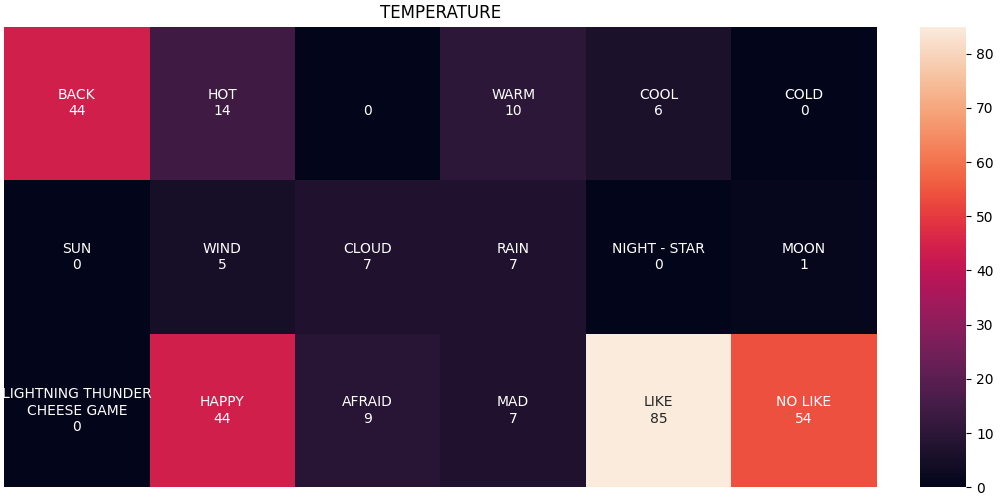 TEMPERATURE
BACK
44
HOT
14
0
WARM
10
COOL
6
COLD
0
SUN
0
WIND
5
CLOUD
7
RAIN
7
NIGHT - STAR
0
MOON
1
LIGHTNING THUNDER
CHEESE GAME
0
HAPPY
44
AFRAID
9
MAD
7
LIKE
85
NO LIKE
54
80
70
60
50
40
30
20
10
0